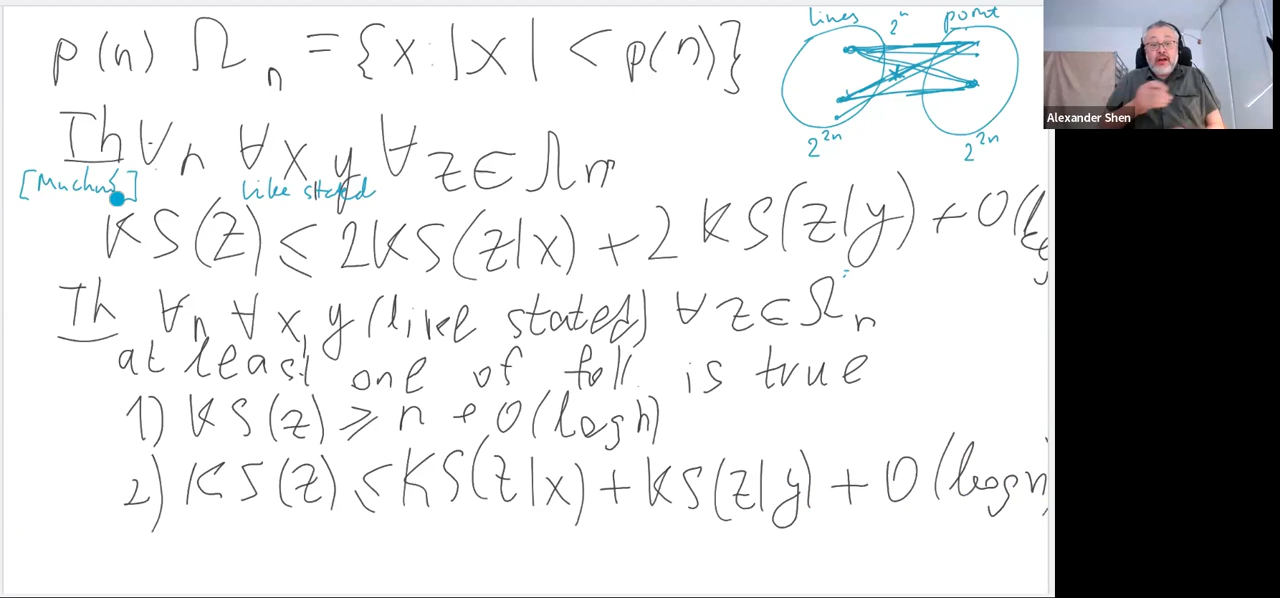 p(n) Ω_n = {x : |x| < p(n)}
lines 2^n point
2^{2n} 2^{2n}
Alexander Shen
Th ∀n ∀x,y ∀z∈Ω_n
[Muchnik] like stated
KS(z) ≤ 2KS(z|x) + 2KS(z|y) + O(
Th ∀n ∀x,y (like stated) ∀z∈Ω_n
at least one of foll. is true
1) KS(z) ≥ n + O(log n)
2) KS(z) ≤ KS(z|x) + KS(z|y) + O(log n)